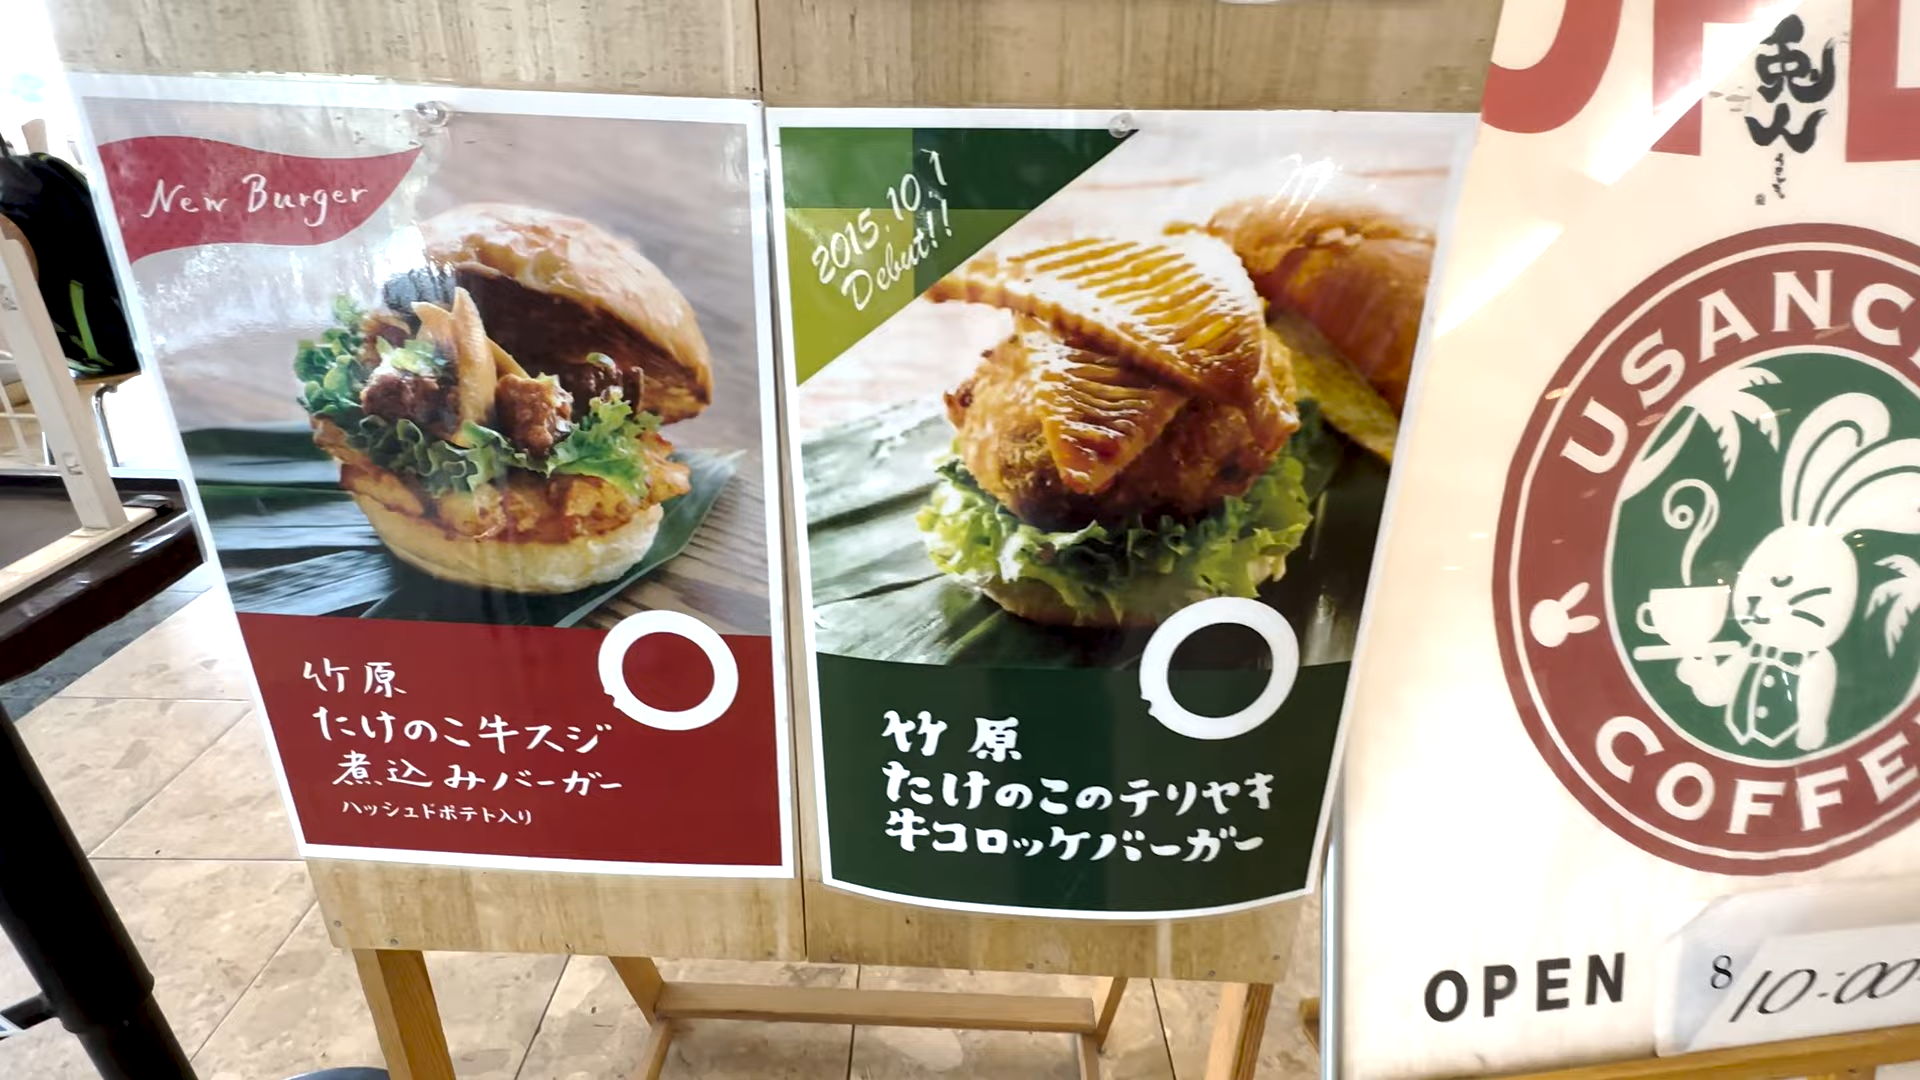 New Burger
竹原
たけのこ牛スジ
煮込みバーガー
ハッシュドポテト入り
2015.10.1
Debut!!
竹原
たけのこのテリヤキ
牛コロッケバーガー
USANC
COFFE
OPEN
8
10:00